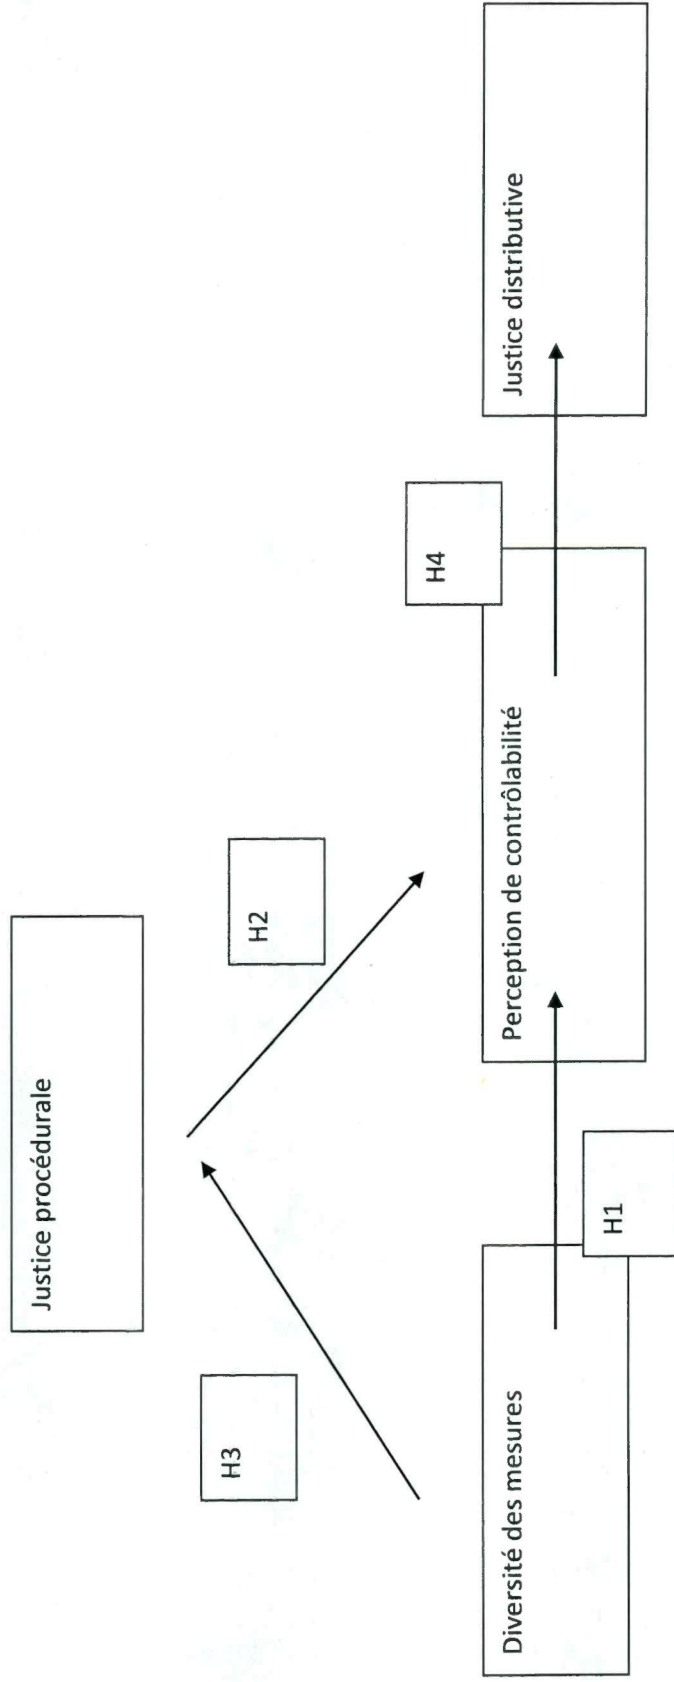 Justice procédurale
H3
H2
H4
Diversité des mesures
Perception de contrôlabilité
Justice distributive
H1